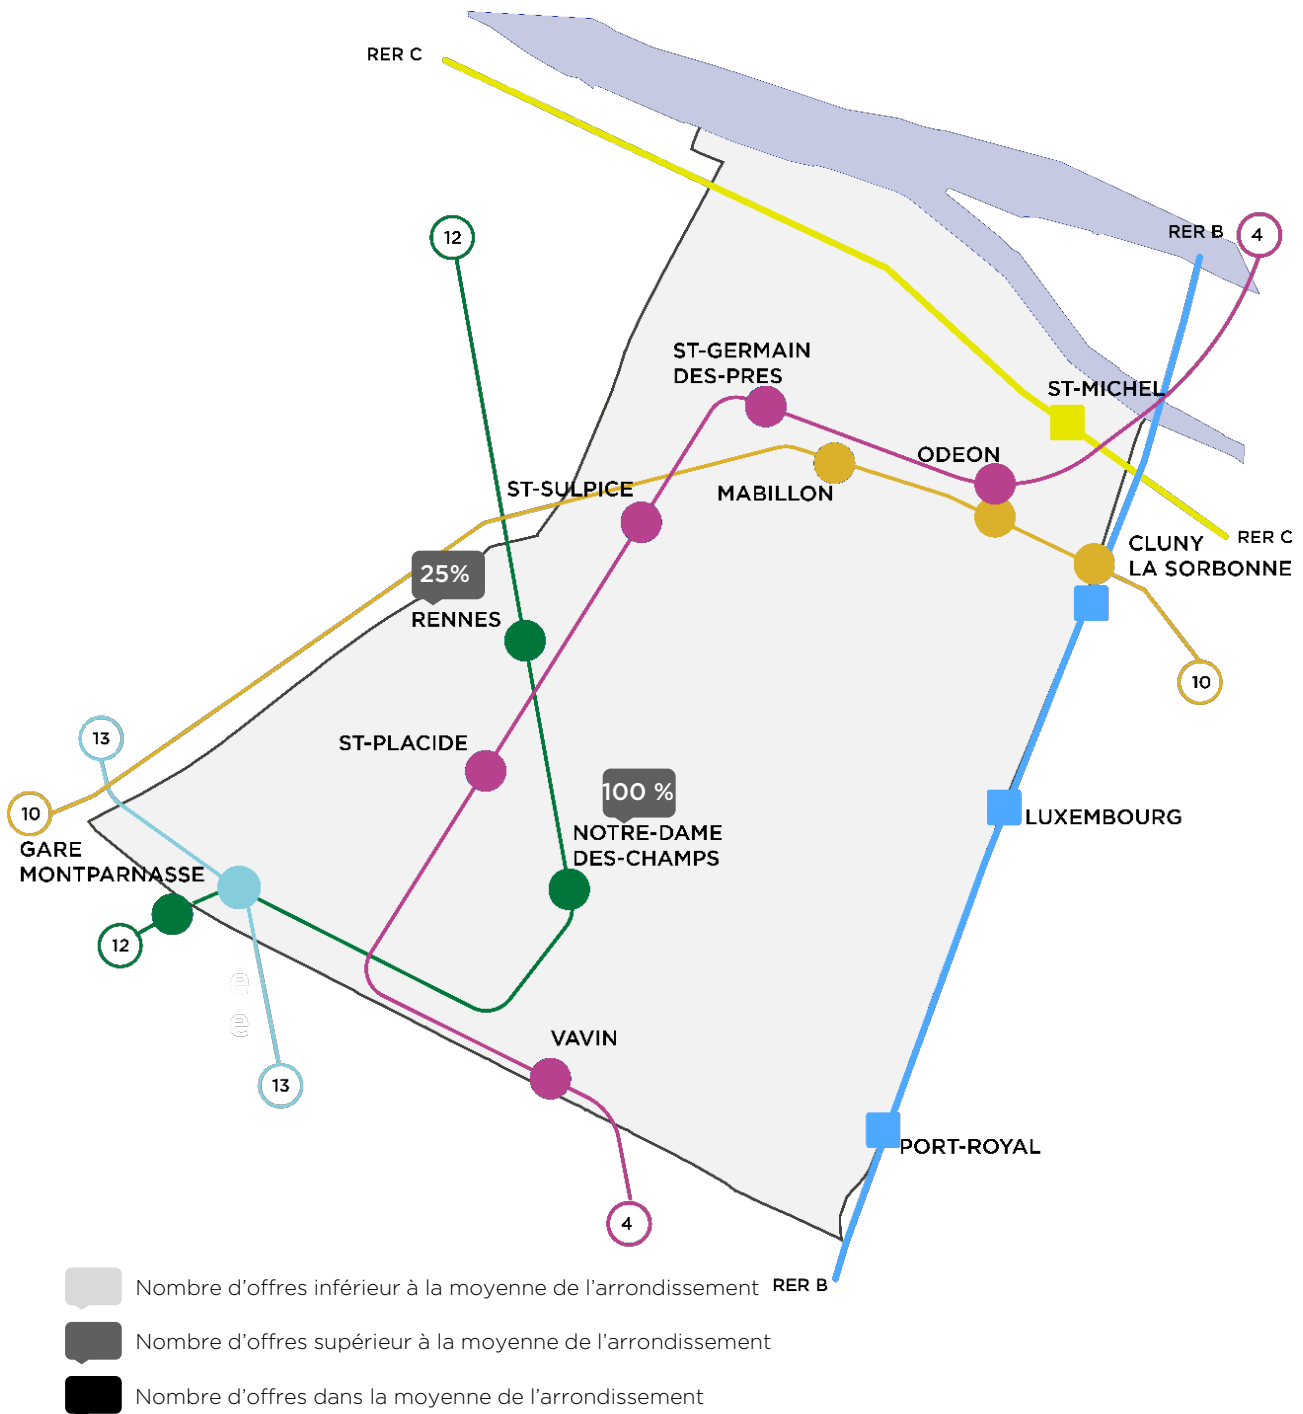 RER C
12
RER B
4
ST-GERMAIN
DES-PRES
ST-MICHEL
ODEON
ST-SULPICE
MABILLON
RER C
CLUNY
LA SORBONNE
25%
RENNES
10
13
ST-PLACIDE
100 %
10
LUXEMBOURG
NOTRE-DAME
DES-CHAMPS
GARE
MONTPARNASSE
12
e
e
VAVIN
13
PORT-ROYAL
4
RER B
Nombre d'offres inférieur à la moyenne de l'arrondissement
Nombre d'offres supérieur à la moyenne de l'arrondissement
Nombre d'offres dans la moyenne de l'arrondissement